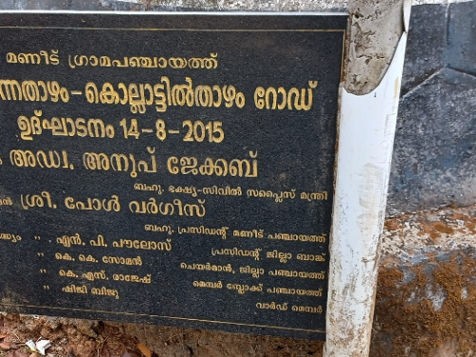 മണീട് ഗ്രാമപഞ്ചായത്ത്
ന്നതാഴം-കൊല്ലാട്ടിൽതാഴം റോഡ്
ഉദ്ഘാടനം 14-8-2015
അഡ്വ. അനൂപ് ജേക്കബ്
ബഹു. ഭക്ഷ്യ-സിവിൽ സപ്ലൈസ് മന്ത്രി
ശ്രീ. പോൾ വർഗീസ്
ബഹു. പ്രസിഡന്റ് മണീട് പഞ്ചായത്ത്
" എൻ. പി. പൗലോസ് പ്രസിഡന്റ് ജില്ലാ ബാങ്ക്
" കെ. കെ. സോമൻ ചെയർമാൻ, ജില്ലാ പഞ്ചായത്ത്
" കെ. എസ്. രാജേഷ് മെമ്പർ ബ്ലോക്ക് പഞ്ചായത്ത്
" ഷിജി ബിജു വാർഡ് മെമ്പർ